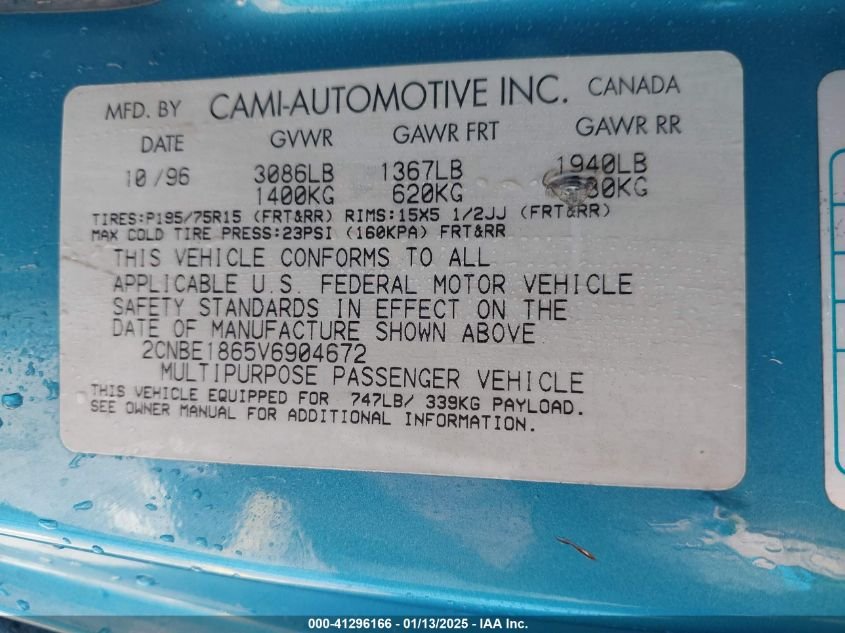 MFD. BY CAMI-AUTOMOTIVE INC. CANADA
DATE GVWR GAWR FRT GAWR RR
10/96 3086LB 1367LB 1940LB
1400KG 620KG 80KG
TIRES:P195/75R15 (FRT&RR) RIMS:15X5 1/2JJ (FRT&RR)
MAX COLD TIRE PRESS:23PSI (160KPA) FRT&RR
THIS VEHICLE CONFORMS TO ALL
APPLICABLE U.S. FEDERAL MOTOR VEHICLE
SAFETY STANDARDS IN EFFECT ON THE
DATE OF MANUFACTURE SHOWN ABOVE
2CNBE1865V6904672
MULTIPURPOSE PASSENGER VEHICLE
THIS VEHICLE EQUIPPED FOR 747LB/ 339KG PAYLOAD.
SEE OWNER MANUAL FOR ADDITIONAL INFORMATION.
000-41296166 - 01/13/2025 - IAA Inc.